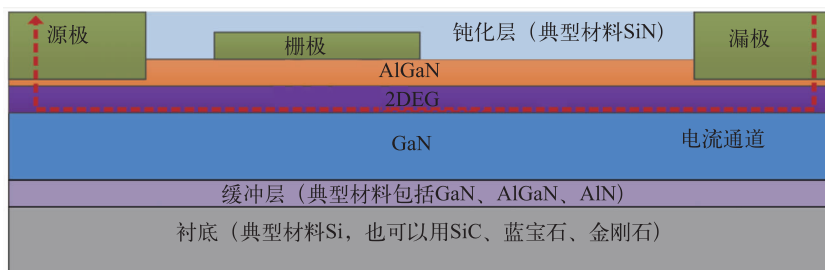 源极
栅极
钝化层（典型材料SiN）
漏极
AlGaN
2DEG
GaN
电流通道
缓冲层（典型材料包括GaN、AlGaN、AlN）
衬底（典型材料Si，也可以用SiC、蓝宝石、金刚石）